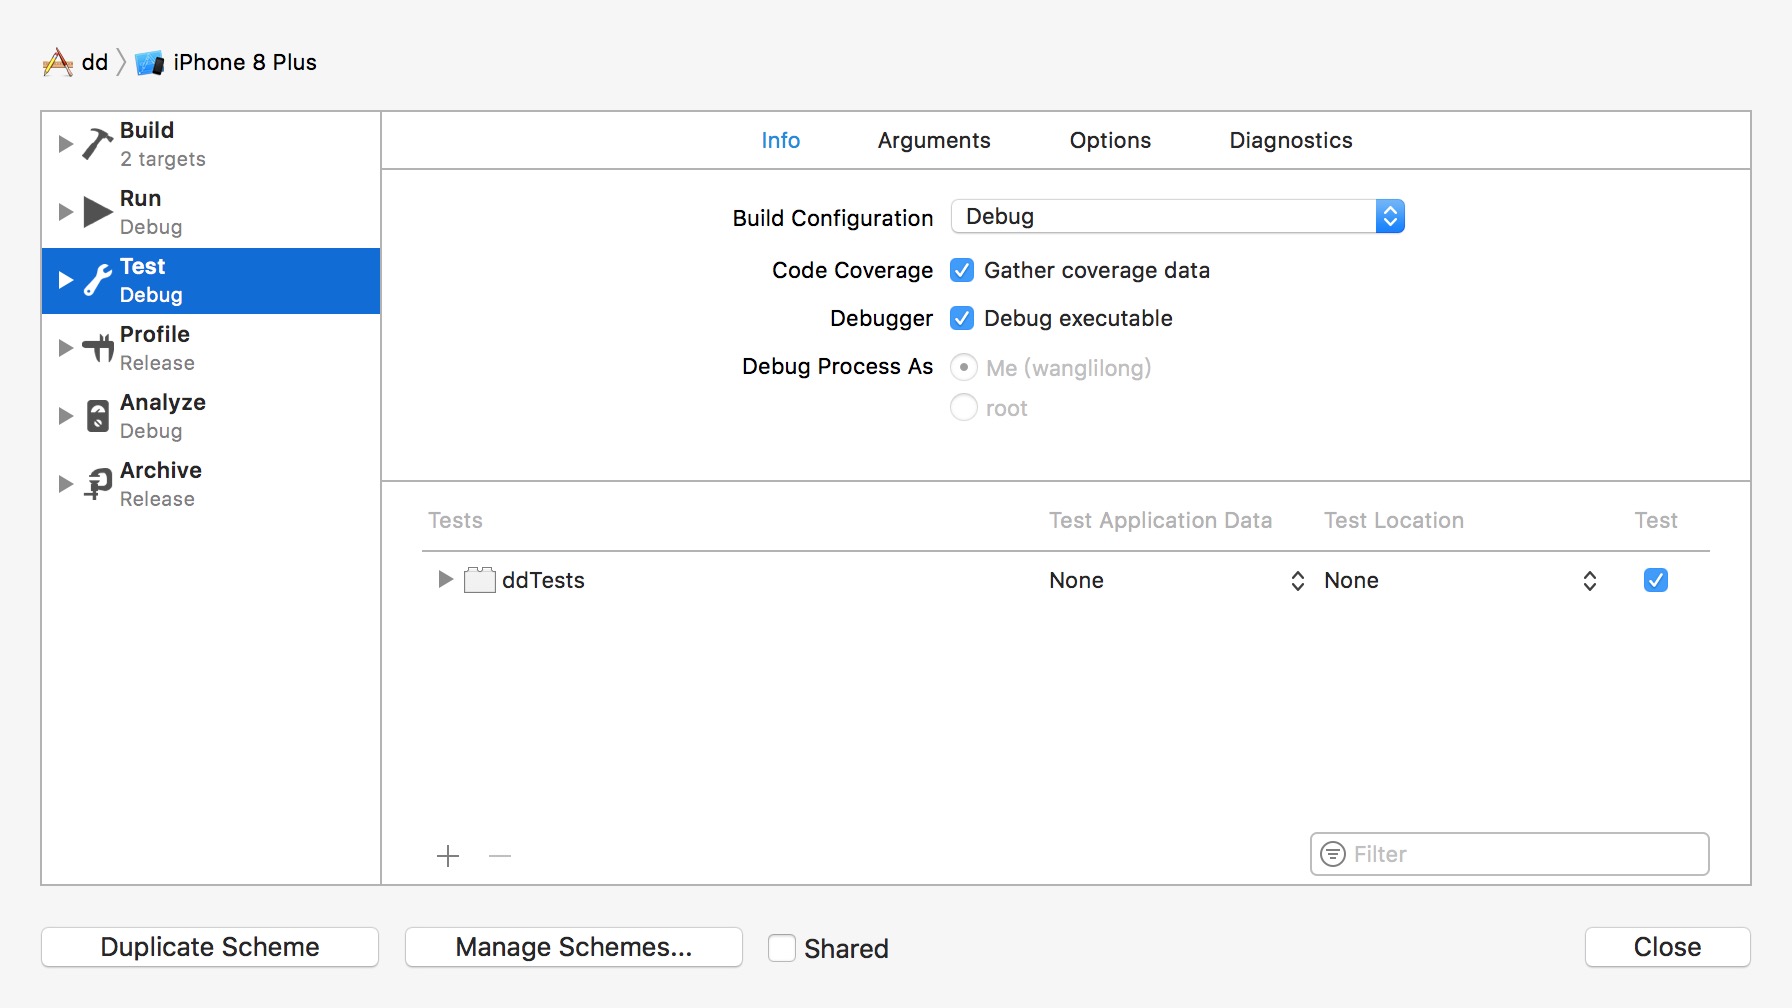 dd iPhone 8 Plus
Build
2 targets
Run
Debug
Test
Debug
Profile
Release
Analyze
Debug
Archive
Release
Info Arguments Options Diagnostics
Build Configuration Debug
Code Coverage Gather coverage data
Debugger Debug executable
Debug Process As Me (wanglilong)
root
Tests Test Application Data Test Location Test
ddTests None None
Filter
Duplicate Scheme Manage Schemes... Shared Close